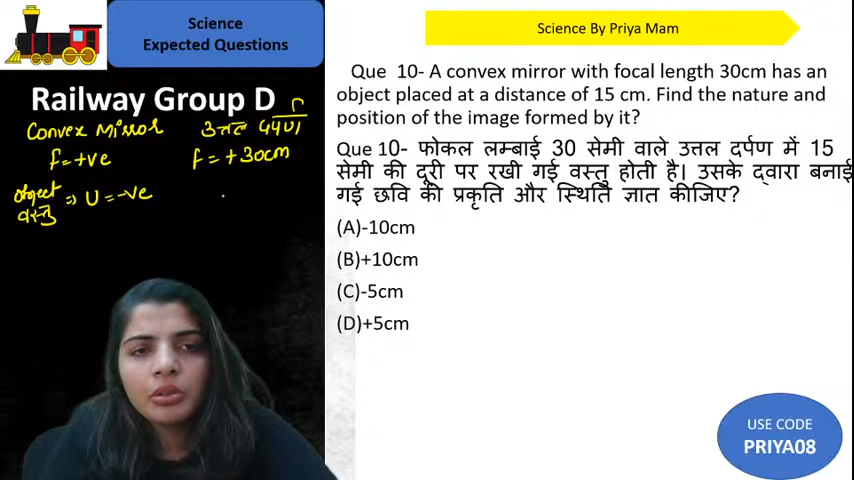 Science
Expected Questions
Science By Priya Mam
Railway Group D
Convex Mirror
उत्तल दर्पण
f = +ve
f = +30cm
object
वस्तु
⇒ U = -ve
Que 10- A convex mirror with focal length 30cm has an
object placed at a distance of 15 cm. Find the nature and
position of the image formed by it?
Que 10- फोकल लम्बाई 30 सेमी वाले उत्तल दर्पण में 15
सेमी की दूरी पर रखी गई वस्तु होती है। उसके द्वारा बनाई
गई छवि की प्रकृति और स्थिति ज्ञात कीजिए?
(A)-10cm
(B)+10cm
(C)-5cm
(D)+5cm
USE CODE
PRIYA08